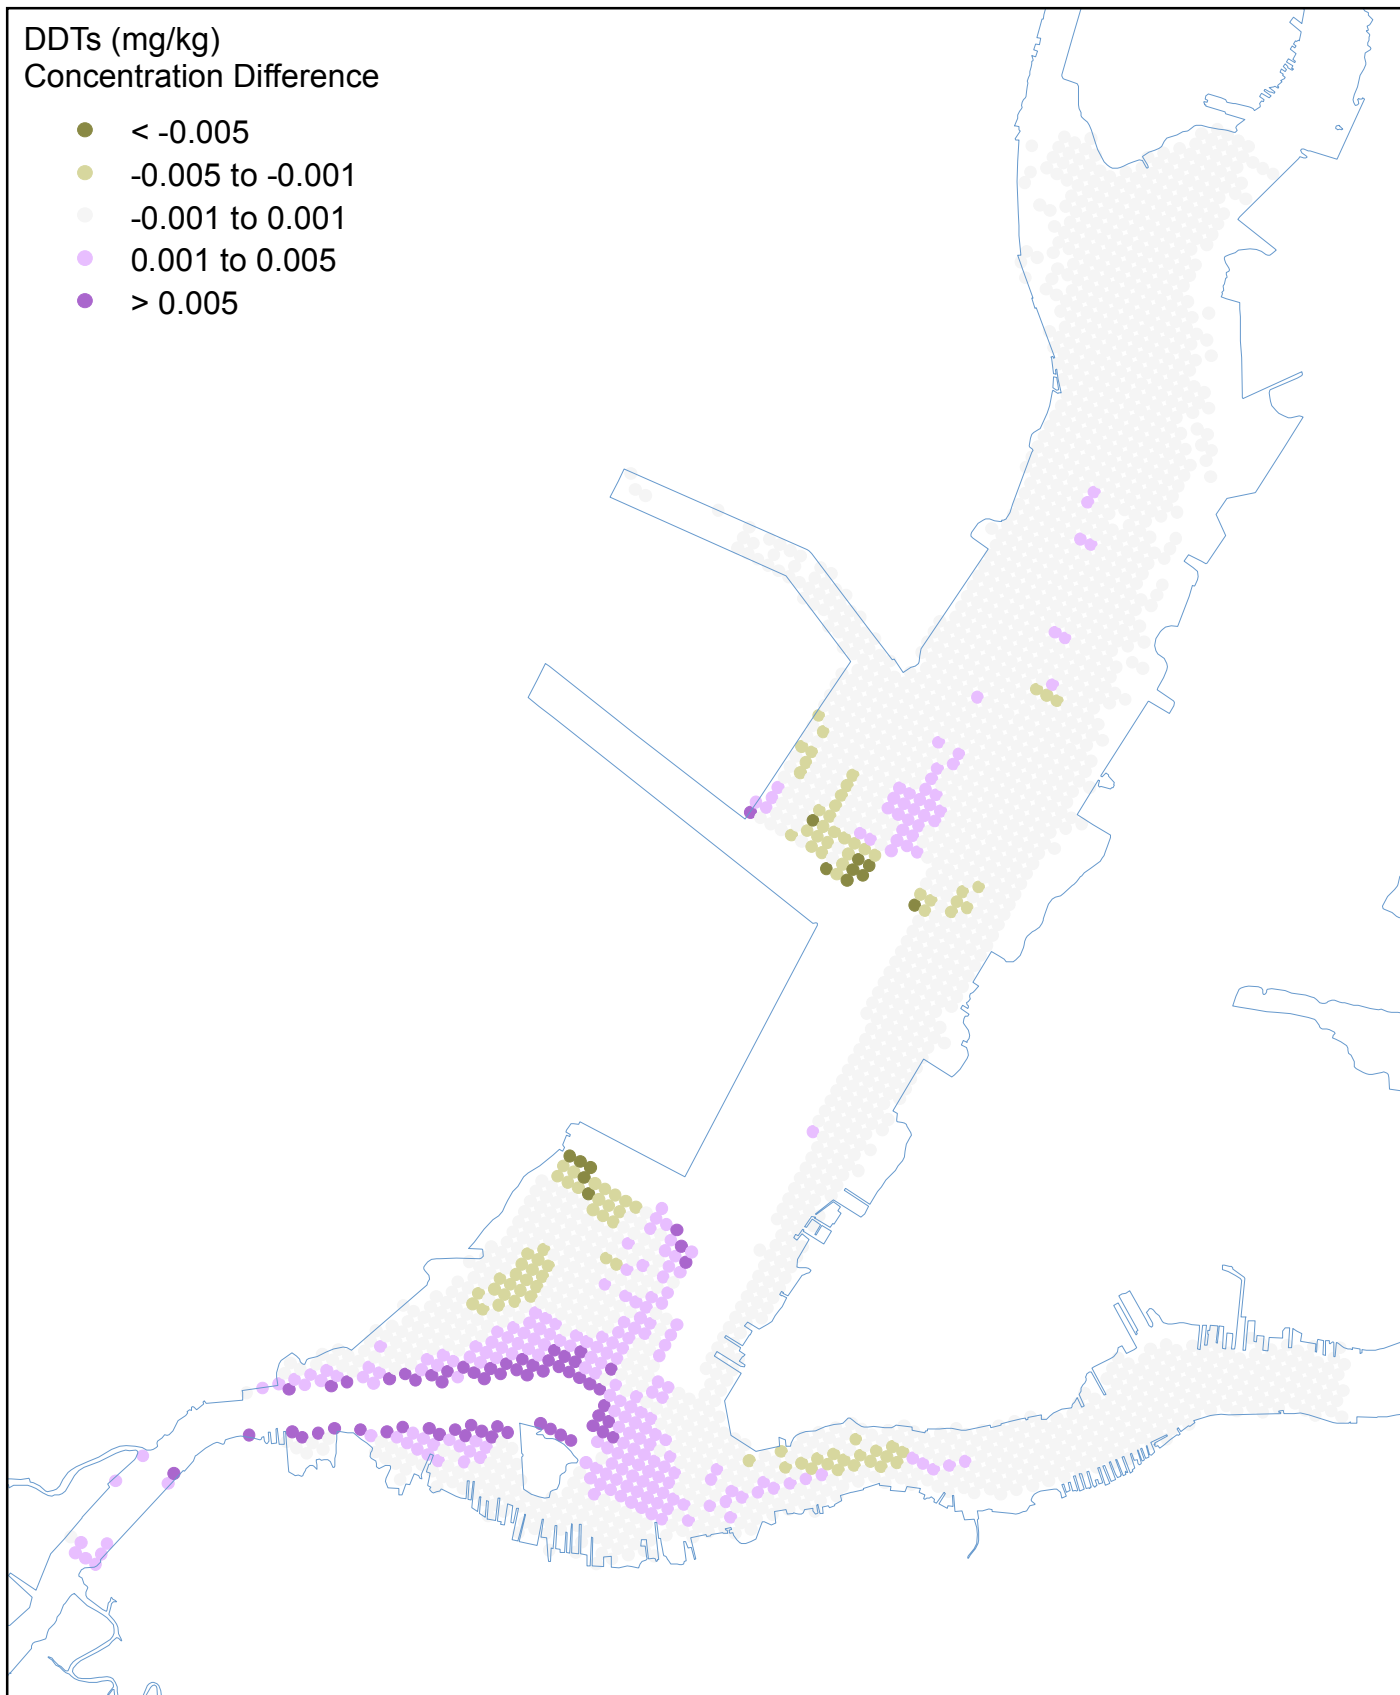 DDTs (mg/kg)
Concentration Difference
< -0.005
-0.005 to -0.001
-0.001 to 0.001
0.001 to 0.005
> 0.005